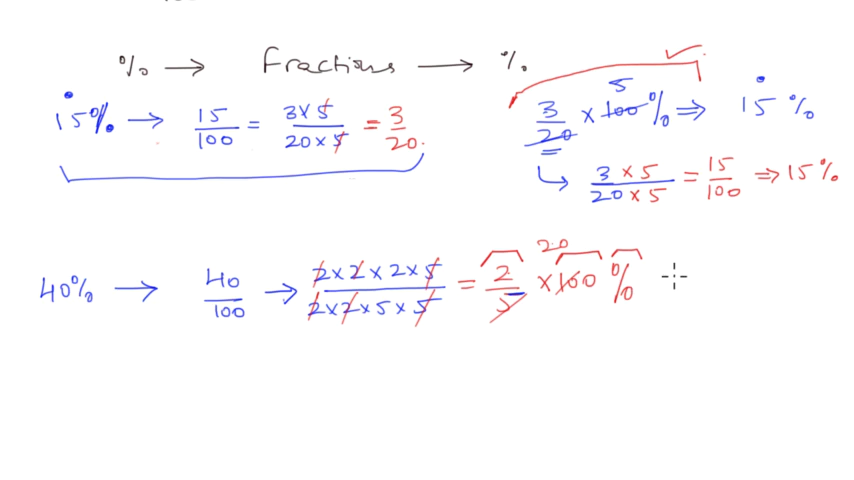 % → Fractions → %
15% → 15/100 = 3×5/20×5 = 3/20.
3/20 × 100% ⇒ 15%
5
↳ 3×5/20×5 = 15/100 ⇒ 15%
40% → 40/100 → 2×2×2×5/2×2×5×5 = 2/5 × 100 %
20